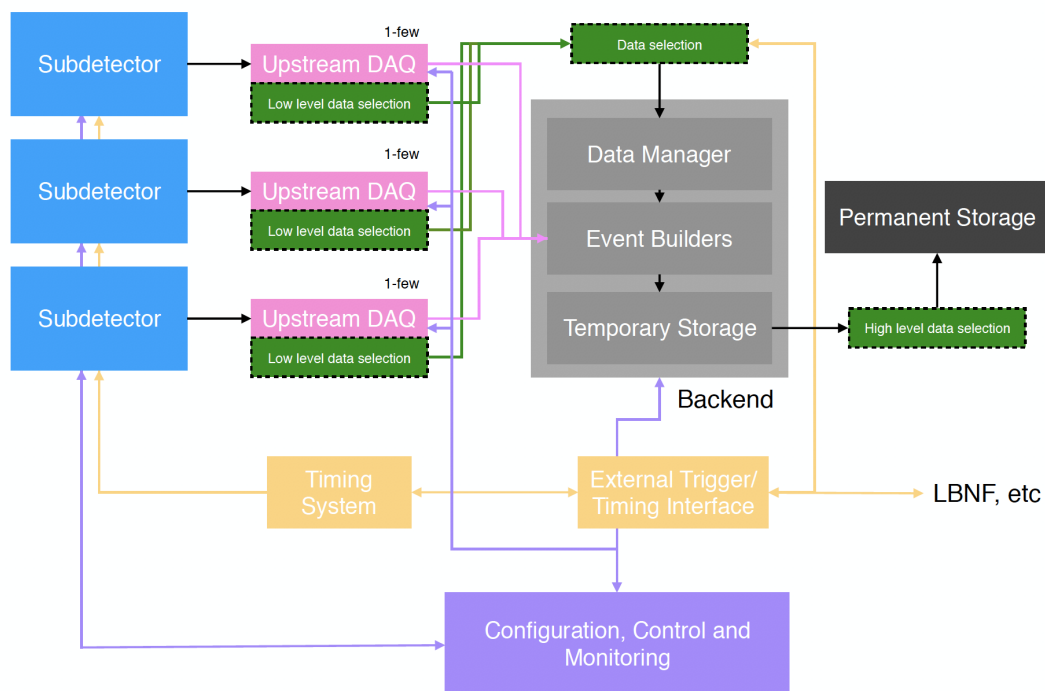 1-few
Subdetector
Upstream DAQ
Low level data selection
Data selection
1-few
Subdetector
Upstream DAQ
Low level data selection
Data Manager
Event Builders
Permanent Storage
1-few
Subdetector
Upstream DAQ
Low level data selection
Temporary Storage
High level data selection
Backend
Timing
System
External Trigger/
Timing Interface
LBNF, etc
Configuration, Control and
Monitoring